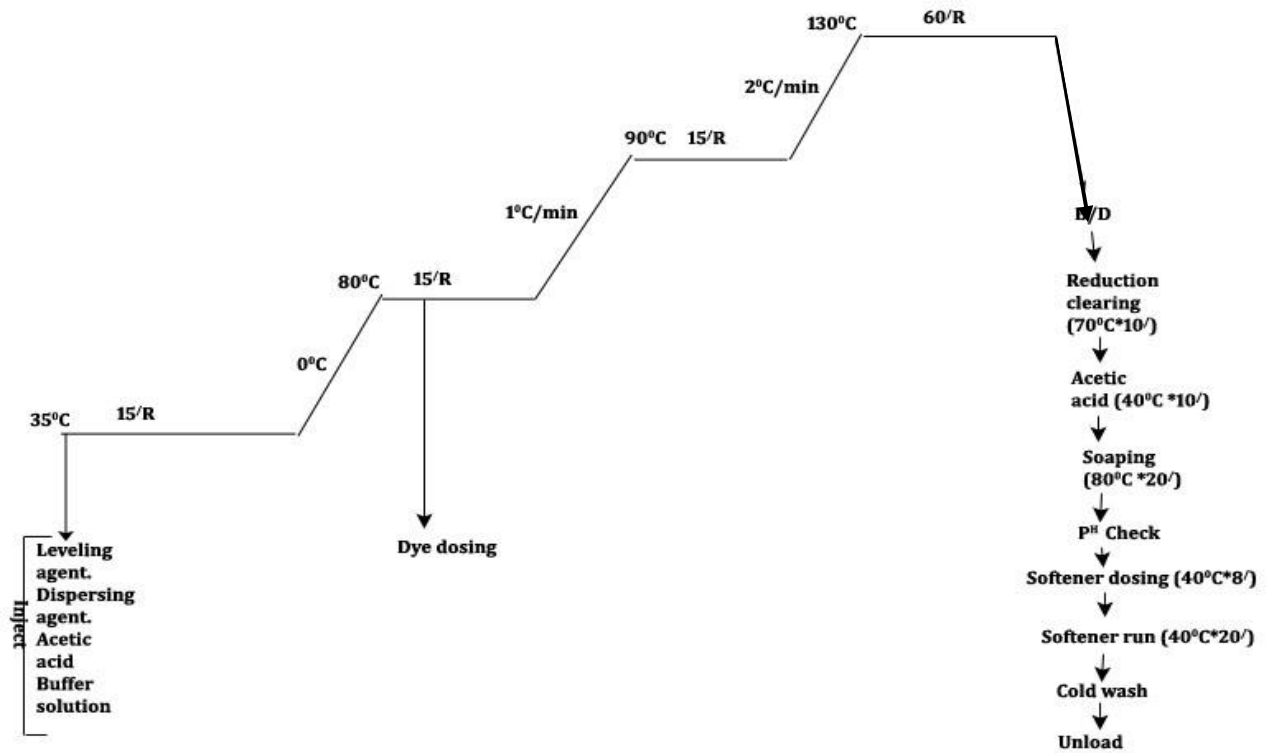 130⁰C
60/R
2⁰C/min
90⁰C
15/R
1⁰C/min
80⁰C
15/R
0⁰C
35⁰C
15/R
Inject
Leveling
agent.
Dispersing
agent.
Acetic
acid
Buffer
solution
Dye dosing
/D
Reduction
clearing
(70⁰C*10/)
Acetic
acid (40⁰C *10/)
Soaping
(80⁰C *20/)
Pᴴ Check
Softener dosing (40⁰C*8/)
Softener run (40⁰C*20/)
Cold wash
Unload